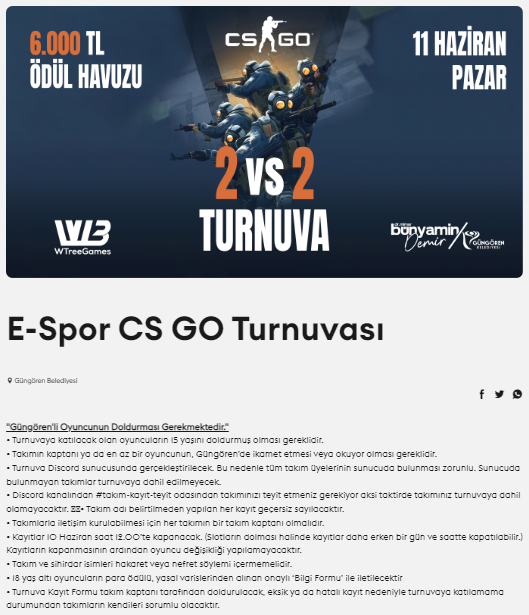 6.000 TL
ÖDÜL HAVUZU
CS GO
11 HAZİRAN
PAZAR
2 VS 2
TURNUVA
WTreeGames
bünyamin
Demir
GÜNGÖREN
BELEDİYESİ
E-Spor CS GO Turnuvası
Güngören Belediyesi
"Güngören'li Oyuncunun Doldurması Gerekmektedir."
• Turnuvaya katılacak olan oyuncuların 15 yaşını doldurmuş olması gereklidir.
• Takımın kaptanı ya da en az bir oyuncunun, Güngören’de ikamet etmesi veya okuyor olması gereklidir.
• Turnuva Discord sunucusunda gerçekleştirilecek. Bu nedenle tüm takım üyelerinin sunucuda bulunması zorunlu. Sunucuda
bulunmayan takımlar turnuvaya dahil edilmeyecek.
• Discord kanalından #takım-kayıt-teyit odasından takımınızı teyit etmeniz gerekiyor aksi taktirde takımınız turnuvaya dahil
olamayacaktır. • Takım adı belirtilmeden yapılan her kayıt geçersiz sayılacaktır.
• Takımlarla iletişim kurulabilmesi için her takımın bir takım kaptanı olmalıdır.
• Kayıtlar 10 Haziran saat 12.00’te kapanacak. (Slotların dolması halinde kayıtlar daha erken bir gün ve saatte kapatılabilir.)
Kayıtların kapanmasının ardından oyuncu değişikliği yapılamayacaktır.
• Takım ve sihirdar isimleri hakaret veya nefret söylemi içermemelidir.
• 18 yaş altı oyuncuların para ödülü, yasal varislerinden alınan onaylı ‘Bilgi Formu’ ile iletilecektir
• Turnuva Kayıt Formu takım kaptanı tarafından doldurulacak, eksik ya da hatalı kayıt nedeniyle turnuvaya katılamama
durumundan takımların kendileri sorumlu olacaktır.